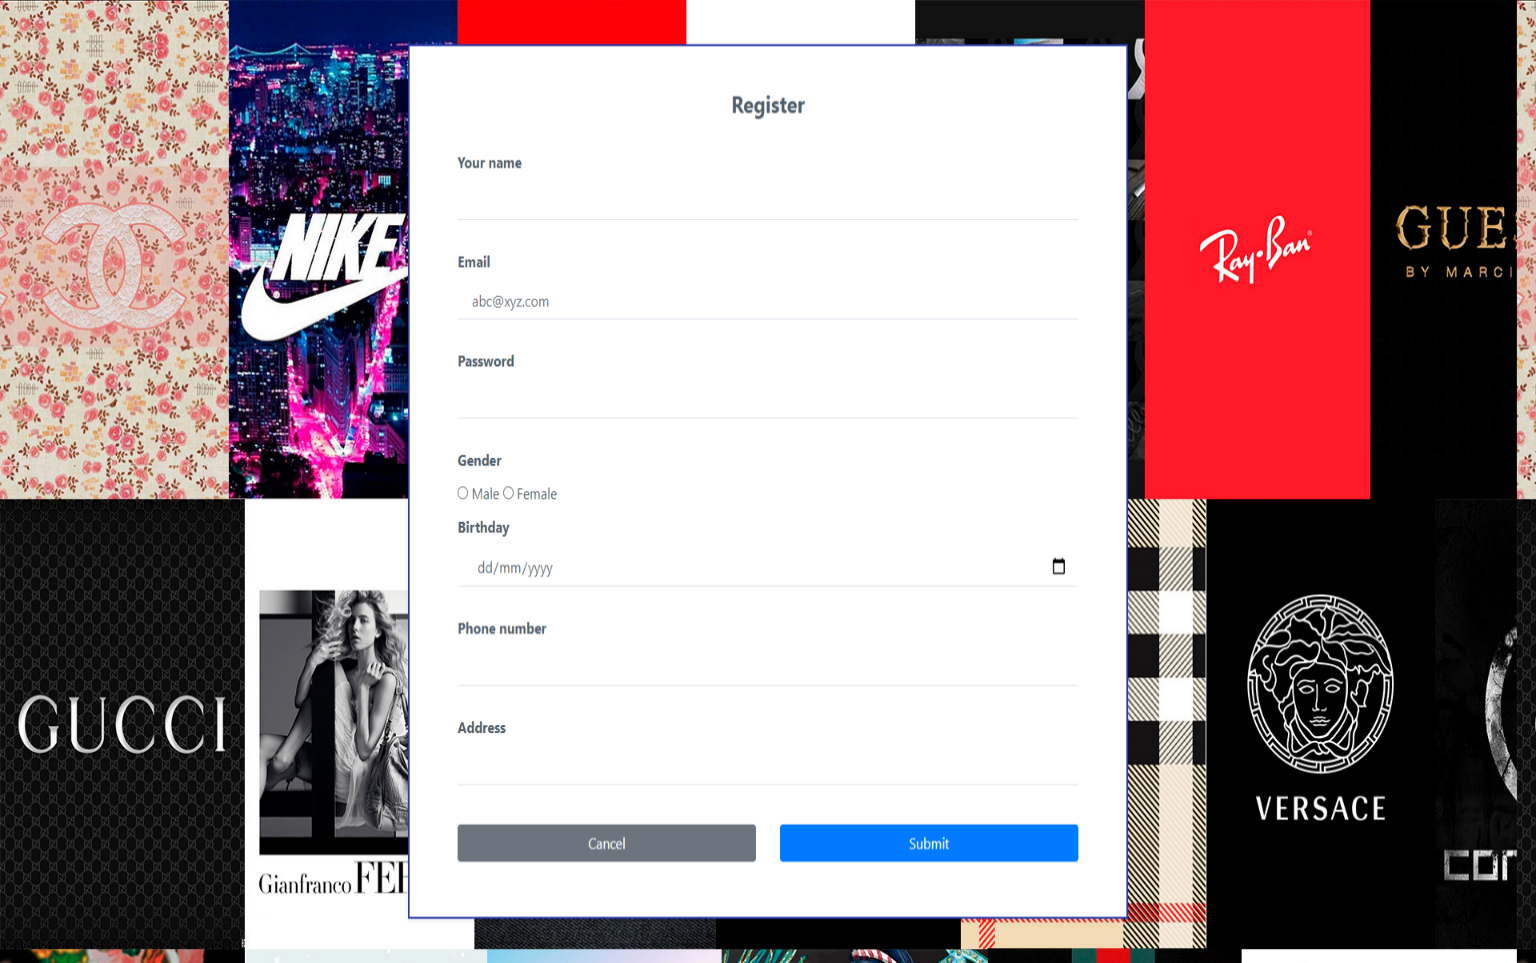 Register
Your name
Email
abc@xyz.com
Password
Gender
Male Female
Birthday
dd/mm/yyyy
Phone number
Address
Cancel Submit
NIKE
Ray-Ban
GUE
BY MARCI
GUCCI
Gianfranco FE
VERSACE